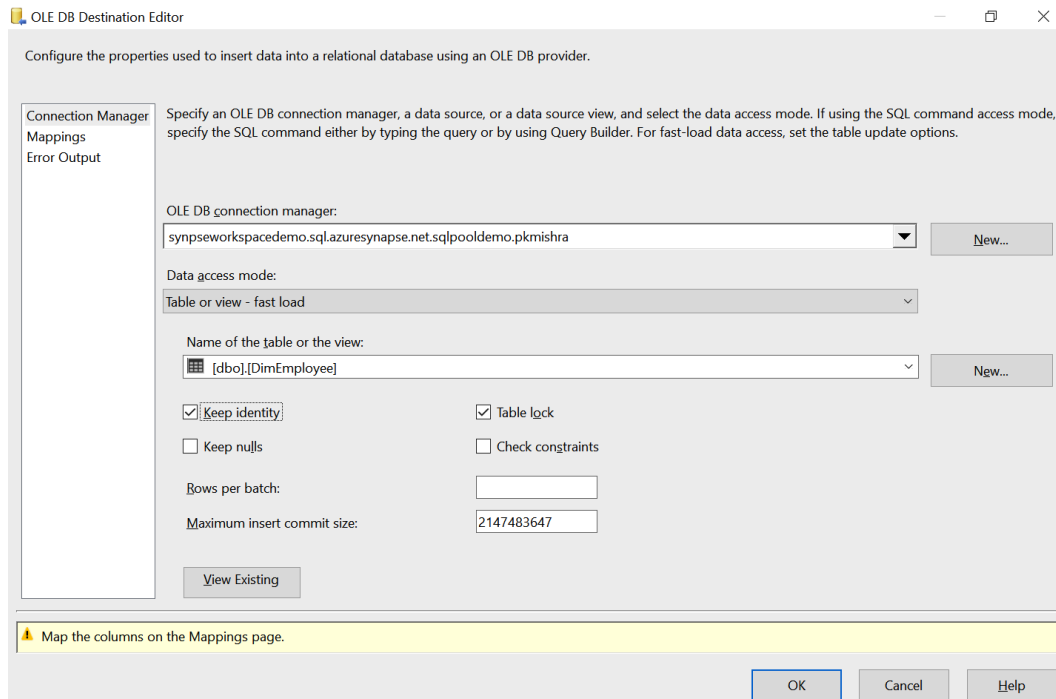 OLE DB Destination Editor
Configure the properties used to insert data into a relational database using an OLE DB provider.
Connection Manager
Mappings
Error Output
Specify an OLE DB connection manager, a data source, or a data source view, and select the data access mode. If using the SQL command access mode,
specify the SQL command either by typing the query or by using Query Builder. For fast-load data access, set the table update options.
OLE DB connection manager:
synpseworkspacedemo.sql.azuresynapse.net.sqlpooldemo.pkmishra
New...
Data access mode:
Table or view - fast load
Name of the table or the view:
[dbo].[DimEmployee]
New...
Keep identity
Table lock
Keep nulls
Check constraints
Rows per batch:
Maximum insert commit size:
2147483647
View Existing
Map the columns on the Mappings page.
OK
Cancel
Help